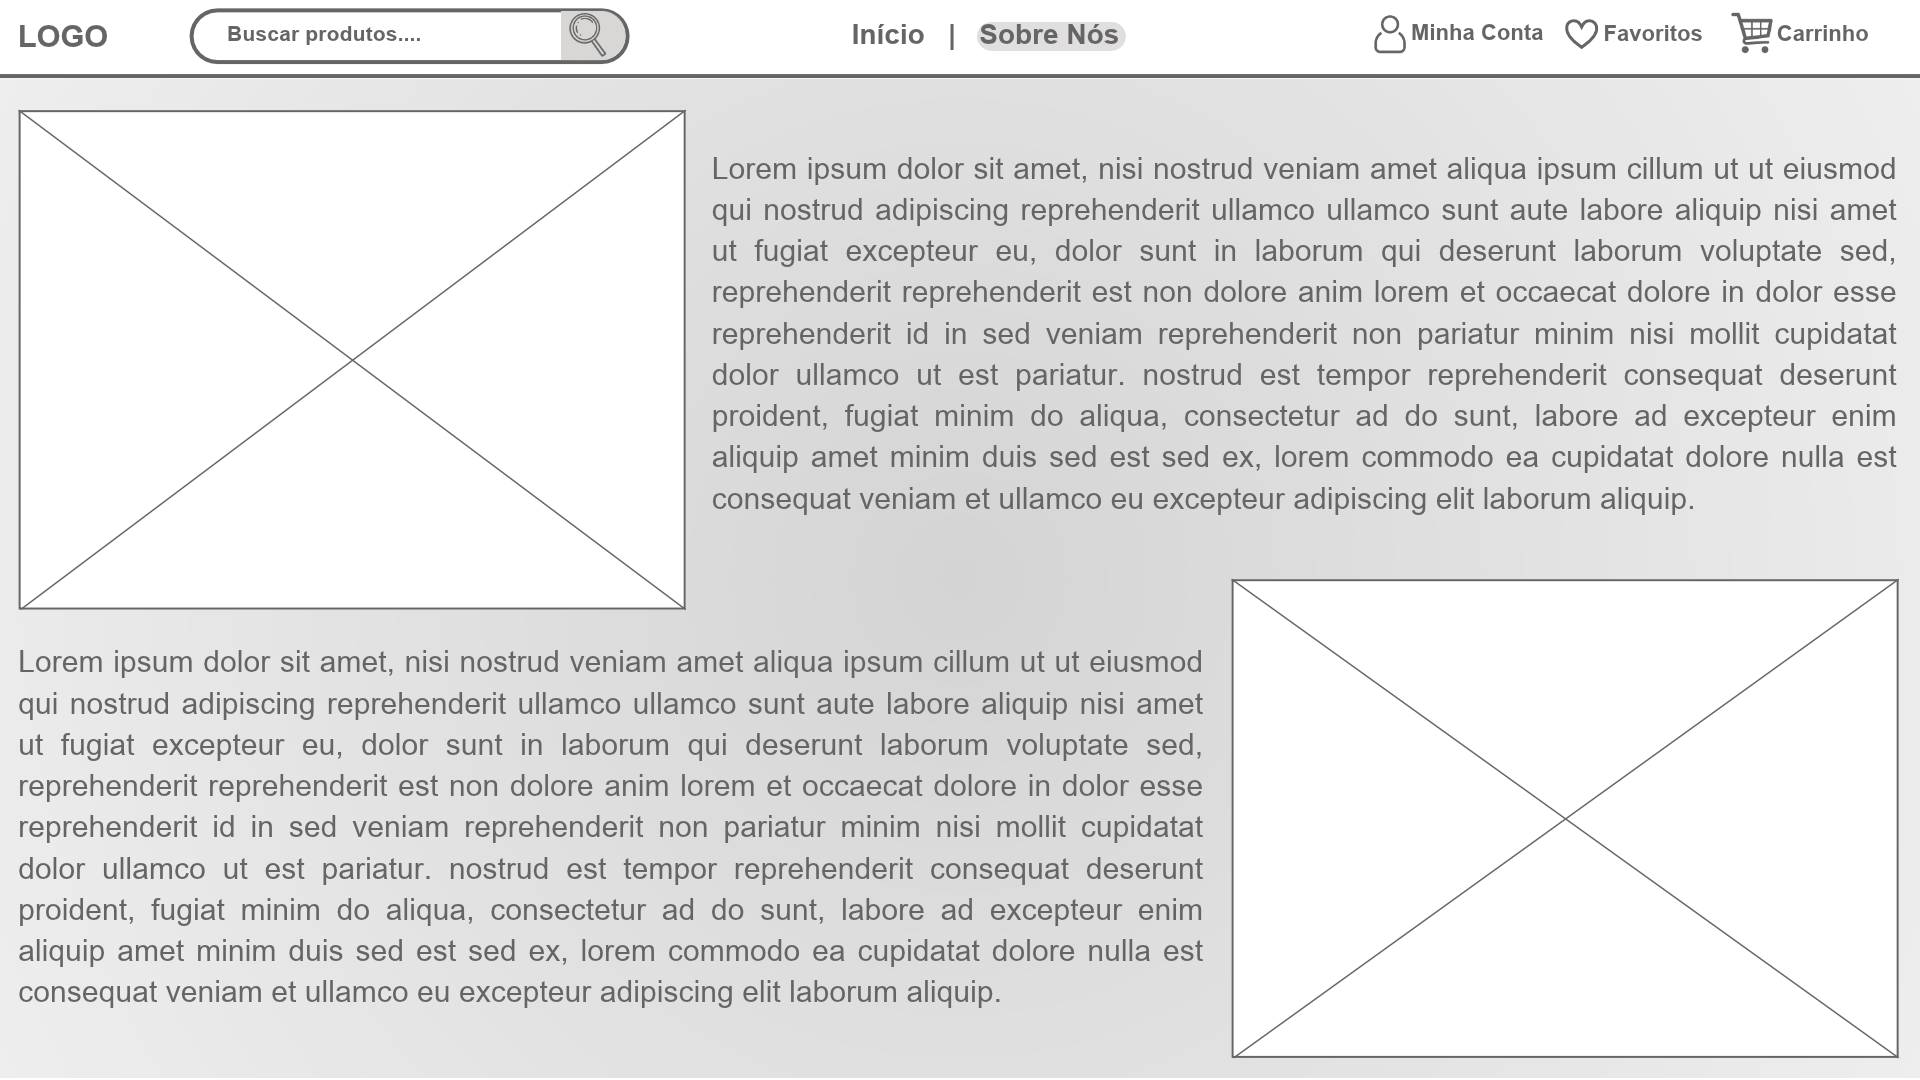 LOGO
Buscar produtos....
Início | Sobre Nós
Minha Conta
Favoritos
Carrinho
Lorem ipsum dolor sit amet, nisi nostrud veniam amet aliqua ipsum cillum ut ut eiusmod
qui nostrud adipiscing reprehenderit ullamco ullamco sunt aute labore aliquip nisi amet
ut fugiat excepteur eu, dolor sunt in laborum qui deserunt laborum voluptate sed,
reprehenderit reprehenderit est non dolore anim lorem et occaecat dolore in dolor esse
reprehenderit id in sed veniam reprehenderit non pariatur minim nisi mollit cupidatat
dolor ullamco ut est pariatur. nostrud est tempor reprehenderit consequat deserunt
proident, fugiat minim do aliqua, consectetur ad do sunt, labore ad excepteur enim
aliquip amet minim duis sed est sed ex, lorem commodo ea cupidatat dolore nulla est
consequat veniam et ullamco eu excepteur adipiscing elit laborum aliquip.
Lorem ipsum dolor sit amet, nisi nostrud veniam amet aliqua ipsum cillum ut ut eiusmod
qui nostrud adipiscing reprehenderit ullamco ullamco sunt aute labore aliquip nisi amet
ut fugiat excepteur eu, dolor sunt in laborum qui deserunt laborum voluptate sed,
reprehenderit reprehenderit est non dolore anim lorem et occaecat dolore in dolor esse
reprehenderit id in sed veniam reprehenderit non pariatur minim nisi mollit cupidatat
dolor ullamco ut est pariatur. nostrud est tempor reprehenderit consequat deserunt
proident, fugiat minim do aliqua, consectetur ad do sunt, labore ad excepteur enim
aliquip amet minim duis sed est sed ex, lorem commodo ea cupidatat dolore nulla est
consequat veniam et ullamco eu excepteur adipiscing elit laborum aliquip.